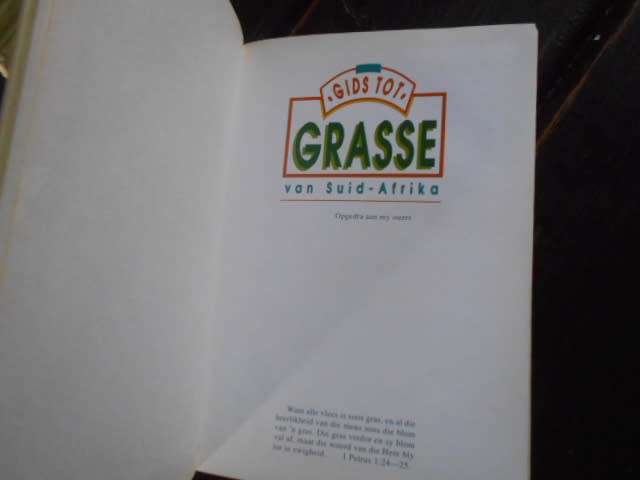 GIDS TOT
GRASSE
van Suid-Afrika
Opgedra aan my ouers
Want alle vlees is soos gras, en al die
heerlikheid van die mens soos die blom
van 'n gras. Die gras verdor en sy blom
val af, maar die woord van die Here bly
tot in ewigheid. I Petrus 1:24—25.